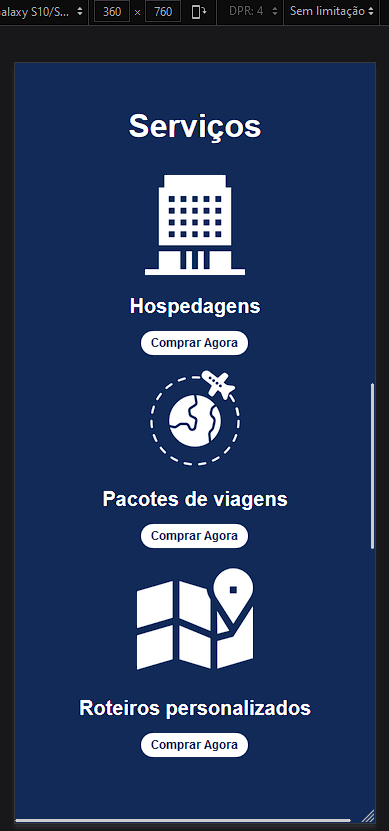 alaxy S10/S... 360 × 760 DPR: 4 Sem limitação
Serviços
Hospedagens
Comprar Agora
Pacotes de viagens
Comprar Agora
Roteiros personalizados
Comprar Agora